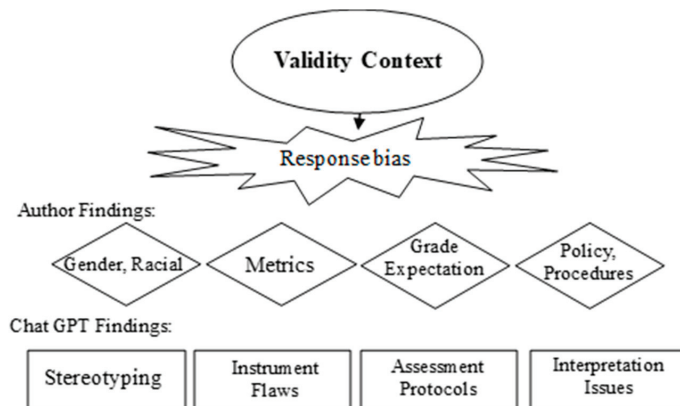 Validity Context
Response bias
Author Findings:
Gender, Racial
Metrics
Grade
Expectation
Policy,
Procedures
Chat GPT Findings:
Stereotyping
Instrument
Flaws
Assessment
Protocols
Interpretation
Issues